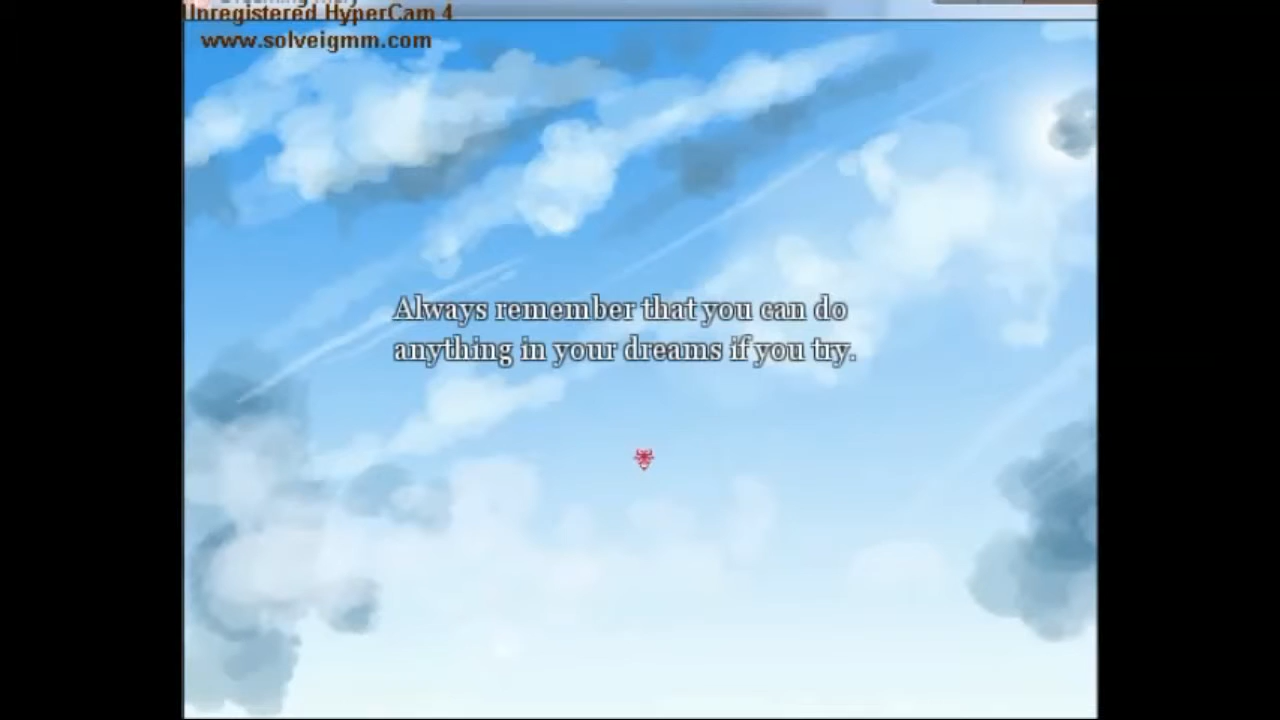 Unregistered HyperCam 4
www.solveigmm.com
Always remember that you can do
anything in your dreams if you try.